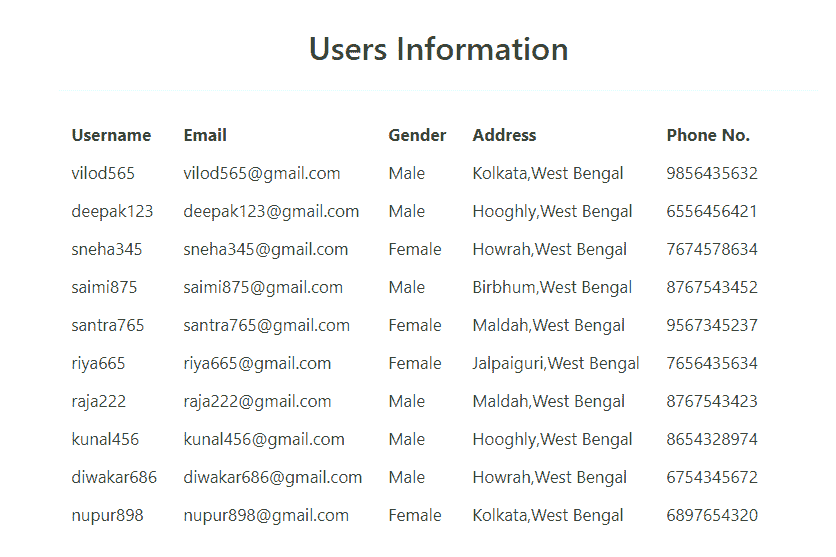 Users Information
Username Email Gender Address Phone No.
vilod565 vilod565@gmail.com Male Kolkata,West Bengal 9856435632
deepak123 deepak123@gmail.com Male Hooghly,West Bengal 6556456421
sneha345 sneha345@gmail.com Female Howrah,West Bengal 7674578634
saimi875 saimi875@gmail.com Male Birbhum,West Bengal 8767543452
santra765 santra765@gmail.com Female Maldah,West Bengal 9567345237
riya665 riya665@gmail.com Female Jalpaiguri,West Bengal 7656435634
raja222 raja222@gmail.com Male Maldah,West Bengal 8767543423
kunal456 kunal456@gmail.com Male Hooghly,West Bengal 8654328974
diwakar686 diwakar686@gmail.com Male Howrah,West Bengal 6754345672
nupur898 nupur898@gmail.com Female Kolkata,West Bengal 6897654320